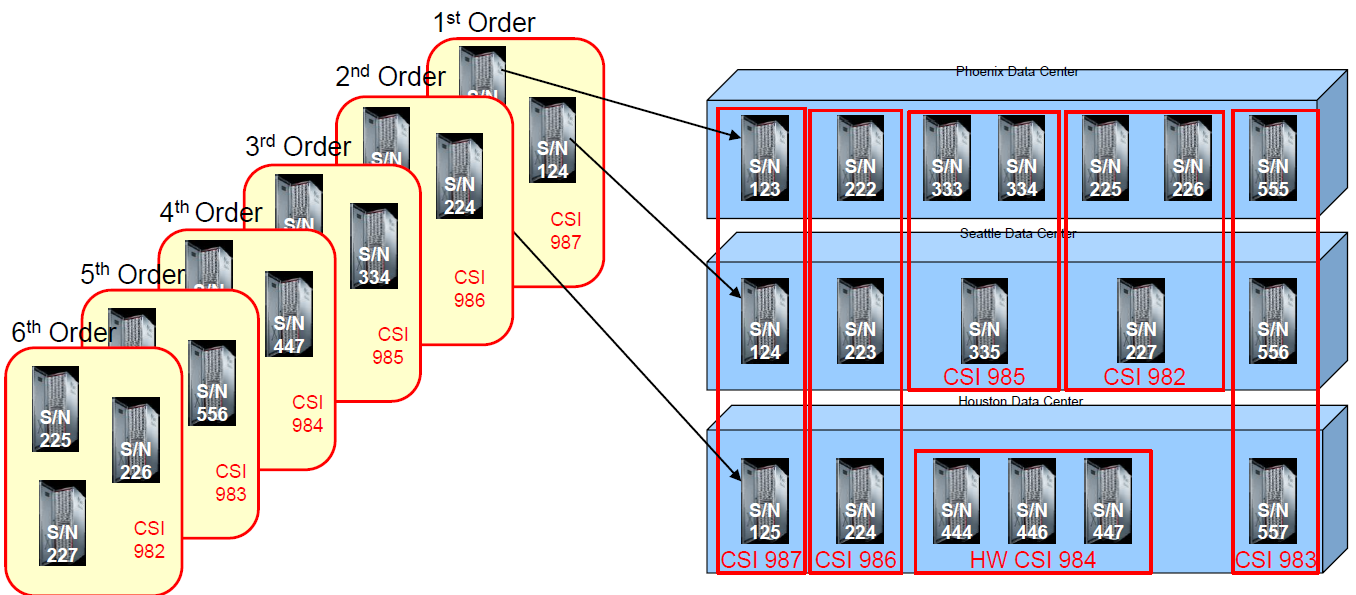 1st Order
2nd Order
3rd Order
4th Order
5th Order
6th Order
S/N
S/N
124
CSI
987
S/N
S/N
224
CSI
986
S/N
S/N
334
CSI
985
S/N
S/N
447
CSI
984
S/N
556
CSI
983
S/N
225
S/N
226
S/N
227
CSI
982
Phoenix Data Center
S/N
123
S/N
222
S/N
333
S/N
334
S/N
225
S/N
226
S/N
555
Seattle Data Center
S/N
124
S/N
223
S/N
335
S/N
227
S/N
556
CSI 985
CSI 982
Houston Data Center
S/N
125
S/N
224
S/N
444
S/N
446
S/N
447
S/N
557
CSI 987
CSI 986
HW CSI 984
CSI 983